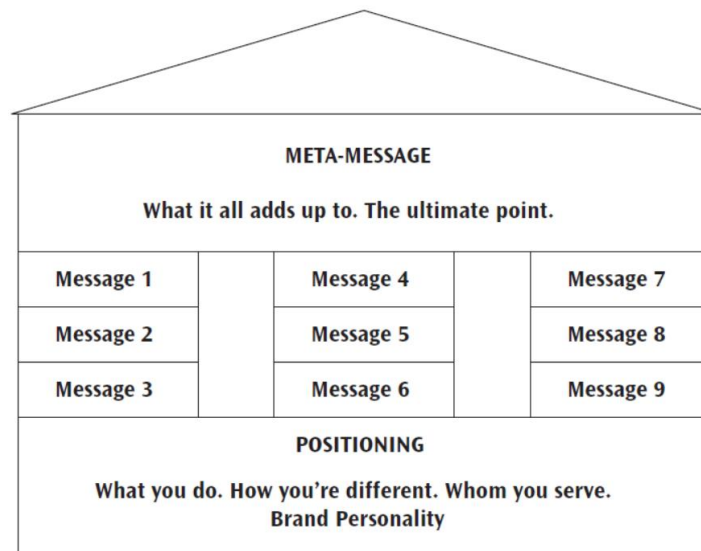 META-MESSAGE
What it all adds up to. The ultimate point.
Message 1
Message 4
Message 7
Message 2
Message 5
Message 8
Message 3
Message 6
Message 9
POSITIONING
What you do. How you’re different. Whom you serve.
Brand Personality